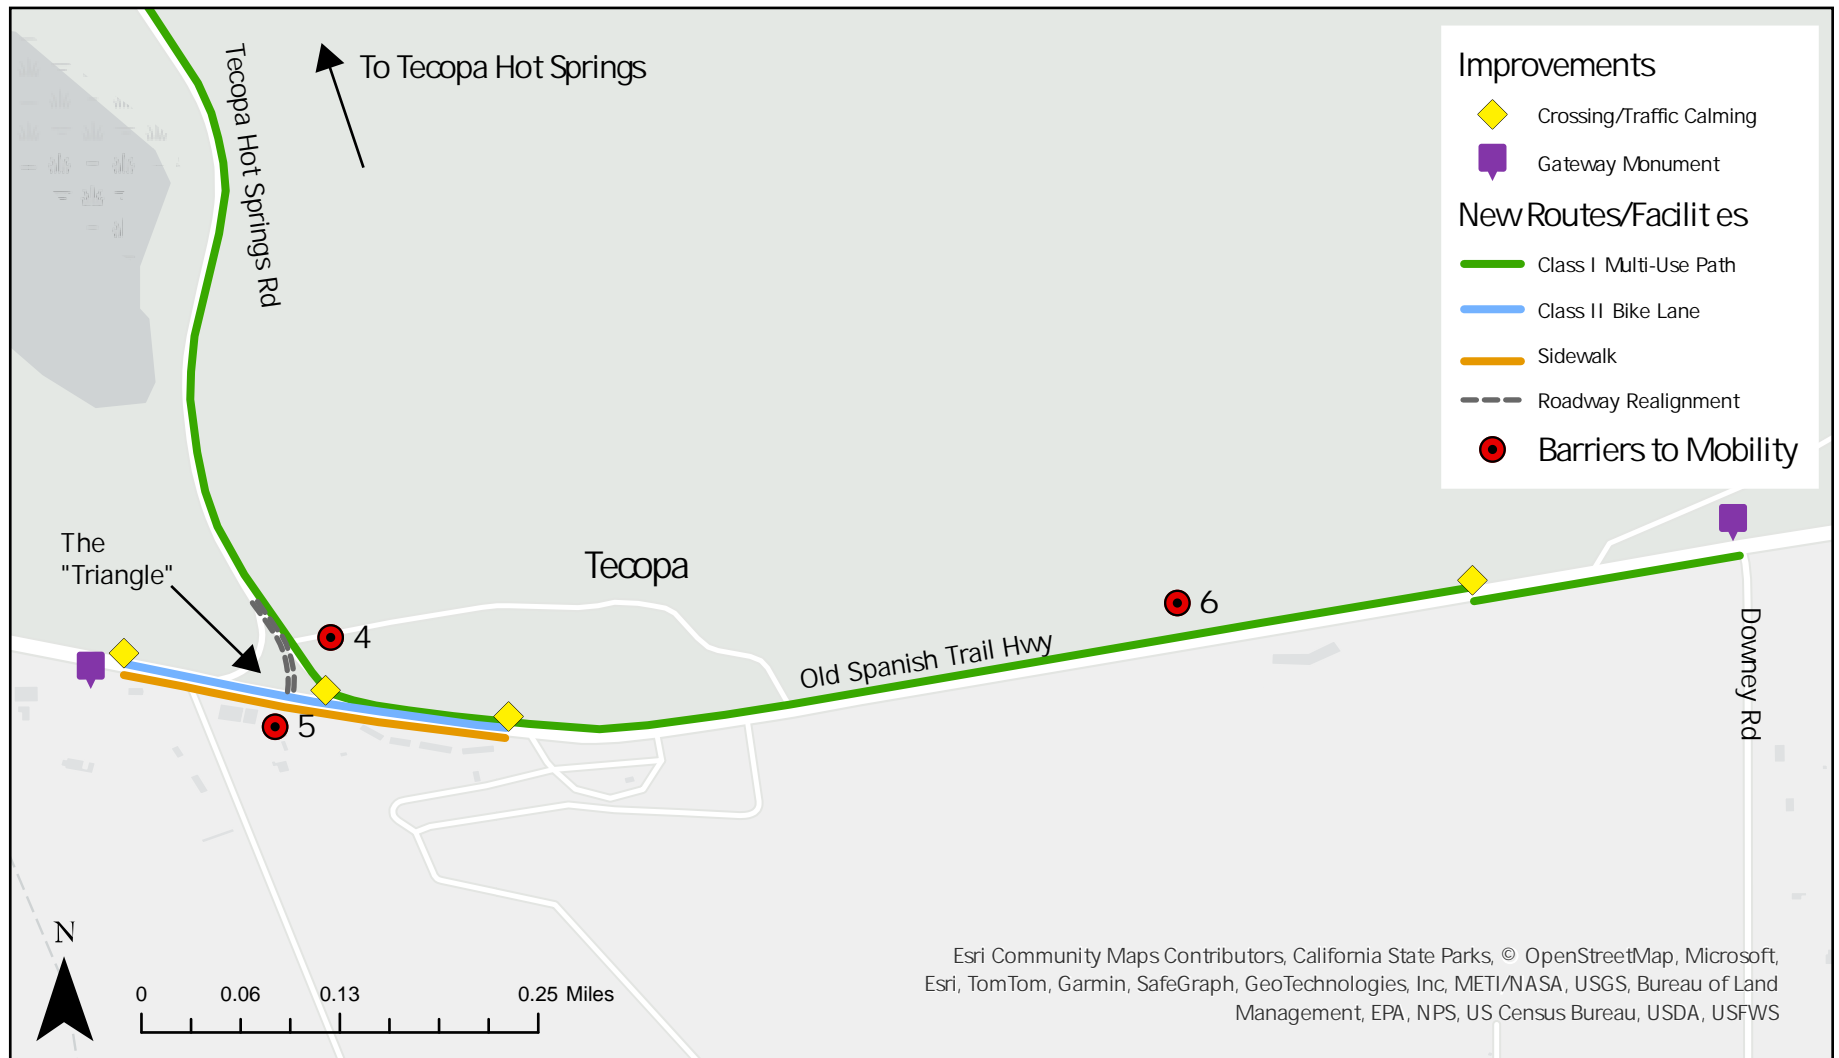 Tecopa Hot Springs Rd
To Tecopa Hot Springs
Improvements
Crossing/Traffic Calming
Gateway Monument
New Routes/Facilit es
Class I Multi-Use Path
Class II Bike Lane
Sidewalk
Roadway Realignment
Barriers to Mobility
The
"Triangle"
Tecopa
4
5
6
Old Spanish Trail Hwy
Downey Rd
N
0 0.06 0.13 0.25 Miles
Esri Community Maps Contributors, California State Parks, © OpenStreetMap, Microsoft,
Esri, TomTom, Garmin, SafeGraph, GeoTechnologies, Inc, METI/NASA, USGS, Bureau of Land
Management, EPA, NPS, US Census Bureau, USDA, USFWS